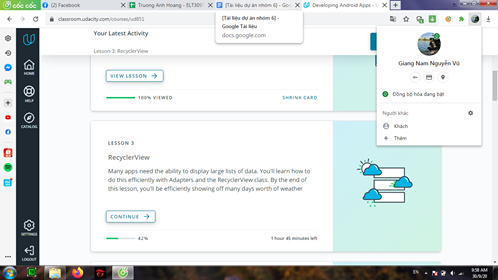 cốc cốc
(2) Facebook
Truong Anh Hoang - ELT301
[Tài liệu dự án nhóm 6] - G
Developing Android Apps - U
classroom.udacity.com/courses/ud851
[Tài liệu dự án nhóm 6] -
Google Tài liệu
docs.google.com
Your Latest Activity
Lesson 3: RecyclerView
VIEW LESSON
100% VIEWED
SHRINK CARD
LESSON 3
RecyclerView
Many apps need the ability to display large lists of data. You'll learn how to
do this efficiently with Adapters and the RecyclerView class. By the end of
this lesson, you'll be efficiently showing off many days worth of weather
CONTINUE
42%
1 hour 45 minutes left
HOME
HELP
CATALOG
SETTINGS
LOGOUT
Giang Nam Nguyễn Vũ
Đồng bộ hóa đang bật
Người khác
Khách
Thêm
EN
9:58 AM
30/9/20